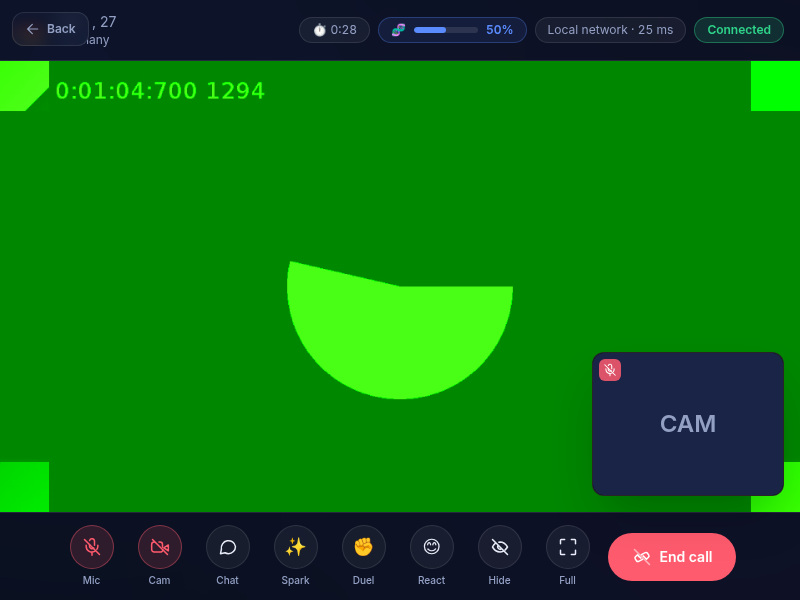 Back
, 27
any
0:28
50%
Local network · 25 ms
Connected
0:01:04:700 1294
CAM
Mic
Cam
Chat
Spark
Duel
React
Hide
Full
End call